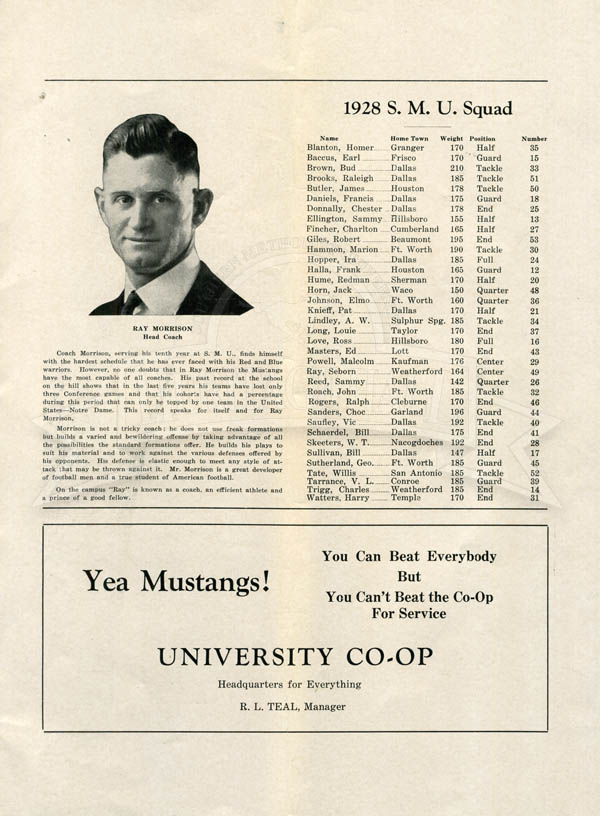 1928 S. M. U. Squad
Name Home Town Weight Position Number
Blanton, Homer Granger 170 Half 35
Baccus, Earl Frisco 170 Guard 15
Brown, Bud Dallas 210 Tackle 33
Brooks, Raleigh Dallas 185 Tackle 51
Butler, James Houston 178 Tackle 50
Daniels, Francis Dallas 175 Guard 18
Donnally, Chester Dallas 178 End 25
Ellington, Sammy Hillsboro 155 Half 13
Fincher, Charlton Cumberland 165 Half 27
Giles, Robert Beaumont 195 End 53
Hammon, Marion Ft. Worth 190 Tackle 30
Hopper, Ira Dallas 185 Full 24
Halla, Frank Houston 165 Guard 12
Hume, Redman Sherman 170 Half 20
Horn, Jack Waco 150 Quarter 48
Johnson, Elmo Ft. Worth 160 Quarter 36
Knieff, Pat Dallas 170 Half 21
Lindley, A. W. Sulphur Spg. 185 Tackle 34
Long, Louie Taylor 170 End 37
Love, Ross Hillsboro 180 Full 16
Masters, Ed Lott 170 End 43
Powell, Malcolm Kaufman 176 Center 29
Ray, Seborn Weatherford 164 Center 49
Reed, Sammy Dallas 142 Quarter 26
Roach, John Ft. Worth 185 Tackle 32
Rogers, Ralph Cleburne 170 End 46
Sanders, Choc Garland 196 Guard 44
Saufley, Vic Dallas 192 Tackle 40
Schaerdel, Bill Dallas 175 End 41
Skeeters, W. T. Nacogdoches 192 End 28
Sullivan, Bill Dallas 147 Half 17
Sutherland, Geo. Ft. Worth 185 Guard 45
Tate, Willis San Antonio 185 Tackle 52
Tarrance, V. L. Conroe 185 Guard 39
Trigg, Charles Weatherford 185 End 14
Watters, Harry Temple 170 End 31
RAY MORRISON
Head Coach
Coach Morrison, serving his tenth year at S. M. U., finds himself
with the hardest schedule that he has ever faced with his Red and Blue
warriors. However, no one doubts that in Ray Morrison the Mustangs
have the most capable of all coaches. His past record at the school
on the hill shows that in the last five years his teams have lost only
three Conference games and that his cohorts have had a percentage
during this period that can only be topped by one team in the United
States—Notre Dame. This record speaks for itself and for Ray
Morrison.
Morrison is not a tricky coach; he does not use freak formations
but builds a varied and bewildering offense by taking advantage of all
the possibilities the standard formations offer. He builds his plays to
suit his material and to work against the various defenses offered by
his opponents. His defense is elastic enough to meet any style of at-
tack that may be thrown against it. Mr. Morrison is a great developer
of football men and a true student of American football.
On the campus "Ray" is known as a coach, an efficient athlete and
a prince of a good fellow.
Yea Mustangs!
You Can Beat Everybody
But
You Can't Beat the Co-Op
For Service
UNIVERSITY CO-OP
Headquarters for Everything
R. L. TEAL, Manager